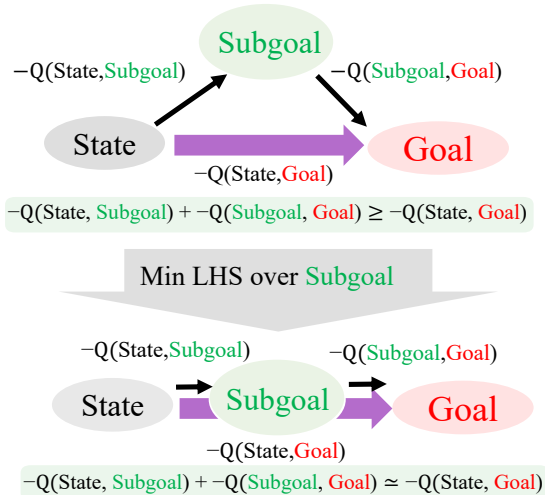 Subgoal
−Q(State,Subgoal)
−Q(Subgoal,Goal)
State
Goal
−Q(State,Goal)
−Q(State, Subgoal) + −Q(Subgoal, Goal) ≥ −Q(State, Goal)
Min LHS over Subgoal
−Q(State,Subgoal)
−Q(Subgoal,Goal)
State
Subgoal
Goal
−Q(State,Goal)
−Q(State, Subgoal) + −Q(Subgoal, Goal) ≃ −Q(State, Goal)